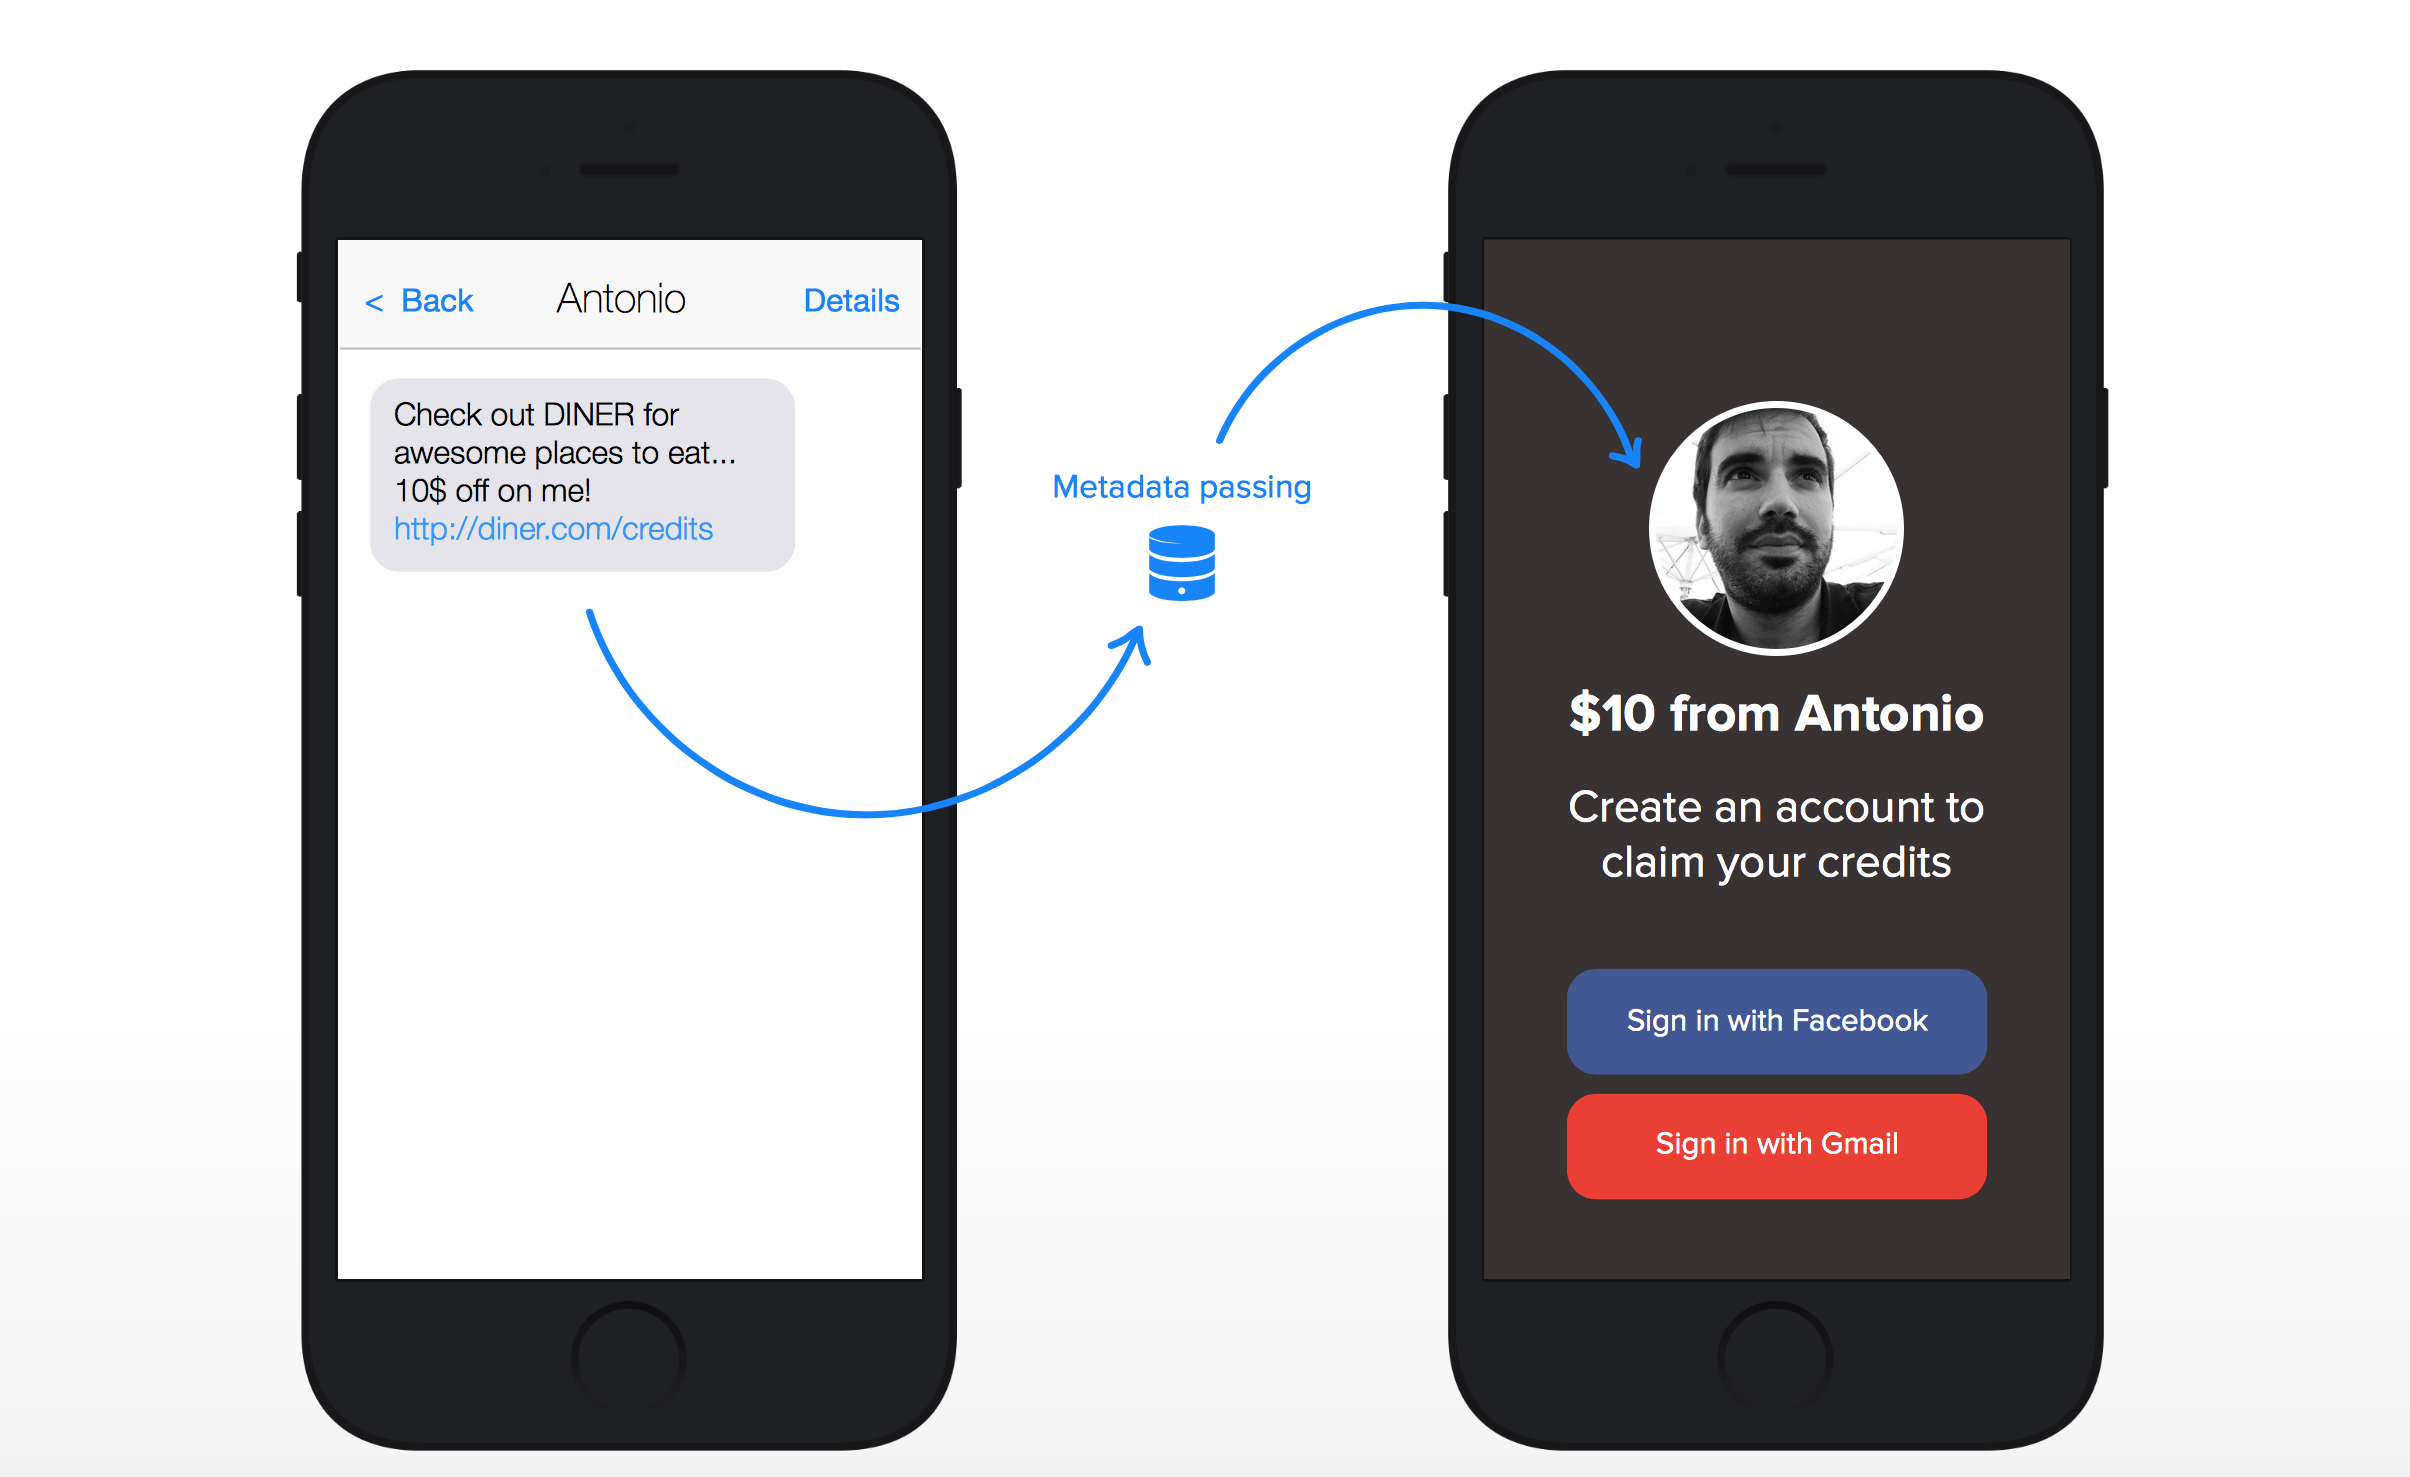 < Back Antonio Details
Check out DINER for
awesome places to eat...
10$ off on me!
http://diner.com/credits
Metadata passing
$10 from Antonio
Create an account to
claim your credits
Sign in with Facebook
Sign in with Gmail